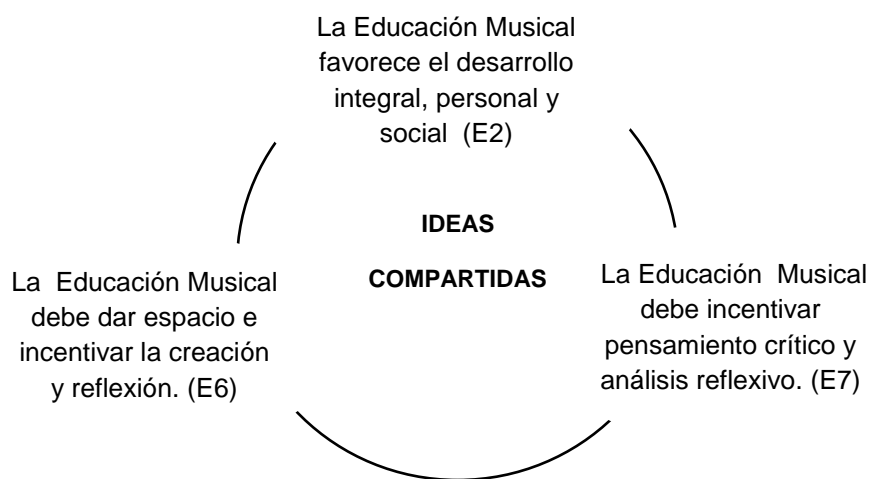 La Educación Musical
favorece el desarrollo
integral, personal y
social (E2)
IDEAS
COMPARTIDAS
La Educación Musical
debe dar espacio e
incentivar la creación
y reflexión. (E6)
La Educación Musical
debe incentivar
pensamiento crítico y
análisis reflexivo. (E7)